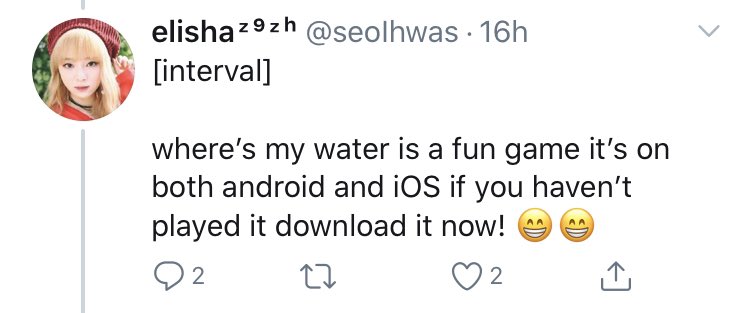 elishaᶻ⁹ᶻʰ @seolhwas · 16h
[interval]
where’s my water is a fun game it’s on
both android and iOS if you haven’t
played it download it now! 😁😁
2 2